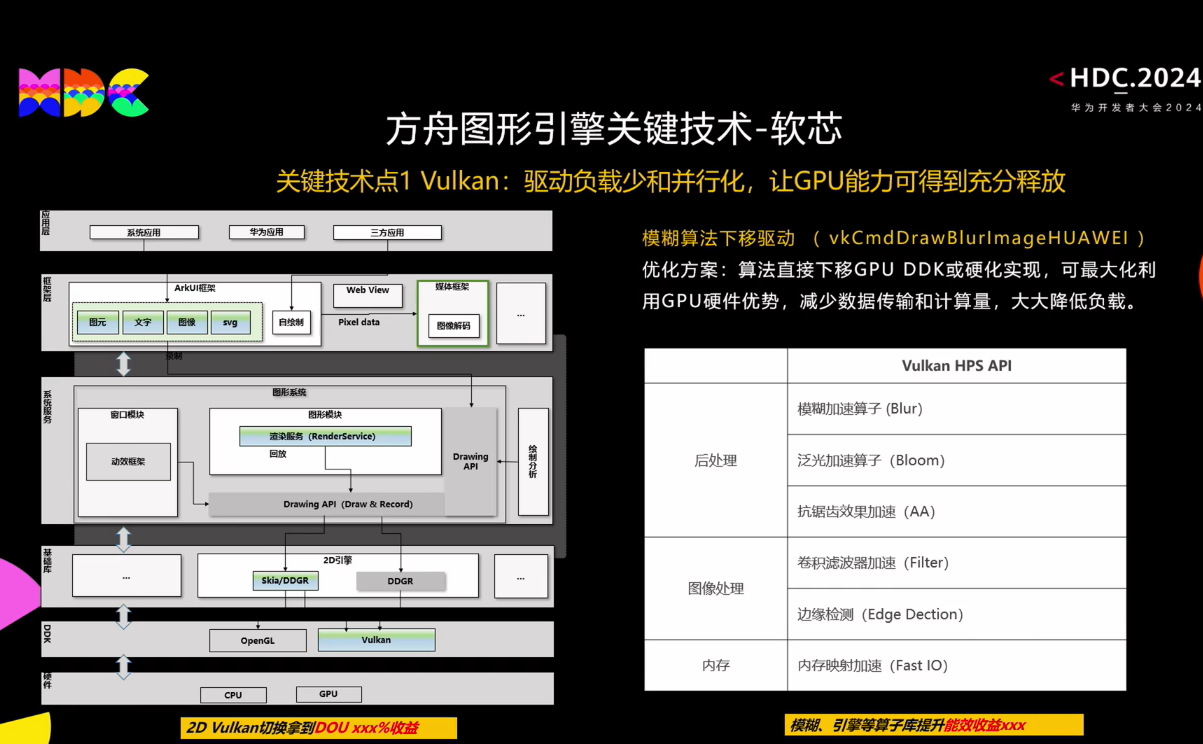 HDC
< HDC.2024
华为开发者大会2024
方舟图形引擎关键技术-软芯
关键技术点1 Vulkan：驱动负载少和并行化，让GPU能力可得到充分释放
应用层
系统应用
华为应用
三方应用
框架层
ArkUI框架
图元
文字
图像
svg
自绘制
Web View
Pixel data
媒体框架
图像解码
...
录制
系统服务
图形系统
窗口模块
动效框架
图形模块
渲染服务（RenderService）
回放
Drawing
API
绘制分析
Drawing API（Draw & Record）
基础库
...
2D引擎
Skia/DDGR
DDGR
...
DDK
OpenGL
Vulkan
硬件
CPU
GPU
2D Vulkan切换拿到DOU xxx%收益
模糊算法下移驱动 （ vkCmdDrawBlurImageHUAWEI ）
优化方案：算法直接下移GPU DDK或硬化实现，可最大化利
用GPU硬件优势，减少数据传输和计算量，大大降低负载。
Vulkan HPS API
后处理
模糊加速算子 (Blur）
泛光加速算子（Bloom）
抗锯齿效果加速（AA）
图像处理
卷积滤波器加速（Filter）
边缘检测（Edge Dection）
内存
内存映射加速（Fast IO）
模糊、引擎等算子库提升能效收益xxx